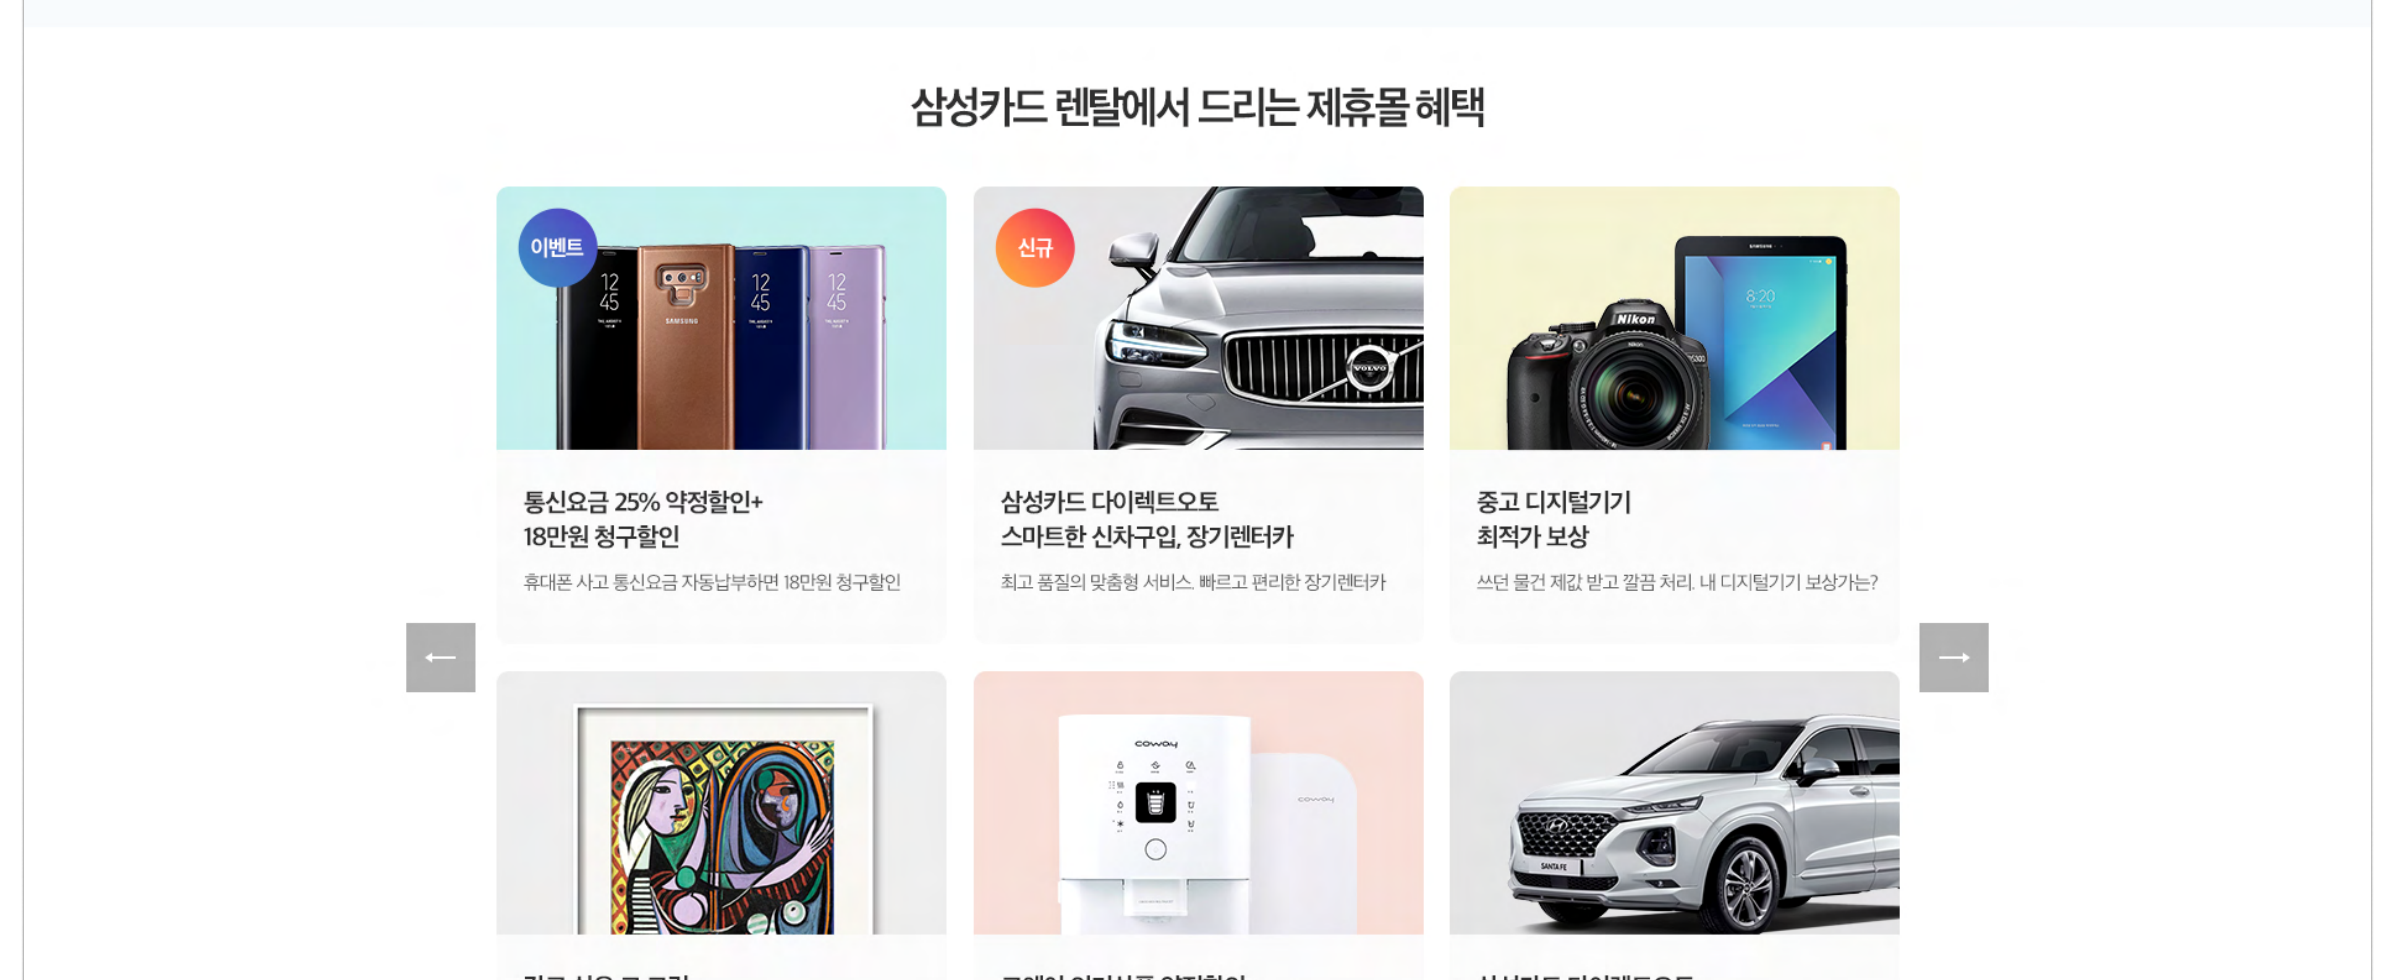 삼성카드 렌탈에서 드리는 제휴몰 혜택
이벤트
12
45
SAMSUNG
12
45
12
45
신규
VOLVO
SAMSUNG
8:20
Nikon
Nikon
통신요금 25% 약정할인+
18만원 청구할인
휴대폰 사고 통신요금 자동납부하면 18만원 청구할인
삼성카드 다이렉트오토
스마트한 신차구입, 장기렌터카
최고 품질의 맞춤형 서비스. 빠르고 편리한 장기렌터카
중고 디지털기기
최적가 보상
쓰던 물건 제값 받고 깔끔 처리. 내 디지털기기 보상가는?
coway
coway
SANTA FE